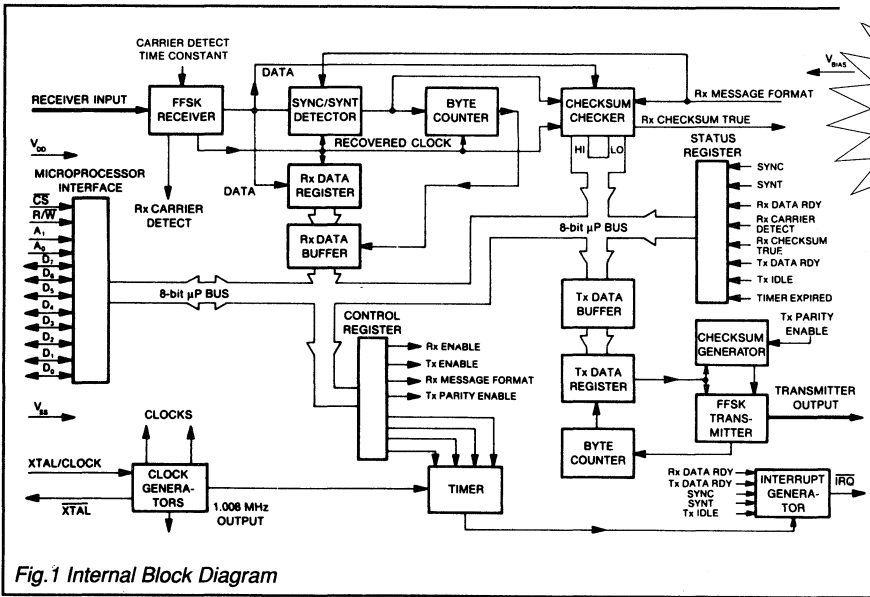 CARRIER DETECT
TIME CONSTANT
DATA
V BIAS
RECEIVER INPUT
FFSK
RECEIVER
SYNC/SYNT
DETECTOR
BYTE
COUNTER
CHECKSUM
CHECKER
Rx MESSAGE FORMAT
Rx CHECKSUM TRUE
RECOVERED CLOCK
HI
LO
STATUS
REGISTER
V DD
MICROPROCESSOR
INTERFACE
Rx CARRIER
DETECT
DATA
Rx DATA
REGISTER
Rx DATA
BUFFER
SYNC
SYNT
Rx DATA RDY
Rx CARRIER
DETECT
Rx CHECKSUM
TRUE
Tx DATA RDY
Tx IDLE
TIMER EXPIRED
C̅S̅
R/W̅
A₁
A₀
D₇
D₆
D₅
D₄
D₃
D₂
D₁
D₀
8-bit µP BUS
8-bit µP BUS
CONTROL
REGISTER
Rx ENABLE
Tx ENABLE
Rx MESSAGE FORMAT
Tx PARITY ENABLE
Tx DATA
BUFFER
Tx DATA
REGISTER
BYTE
COUNTER
Tx PARITY
ENABLE
CHECKSUM
GENERATOR
FFSK
TRANS-
MITTER
TRANSMITTER
OUTPUT
V SS
CLOCKS
XTAL/CLOCK
X̅T̅A̅L̅
CLOCK
GENERA-
TORS
1.008 MHz
OUTPUT
TIMER
Rx DATA RDY
Tx DATA RDY
SYNC
SYNT
Tx IDLE
INTERRUPT
GENERA-
TOR
I̅R̅Q̅
Fig.1 Internal Block Diagram